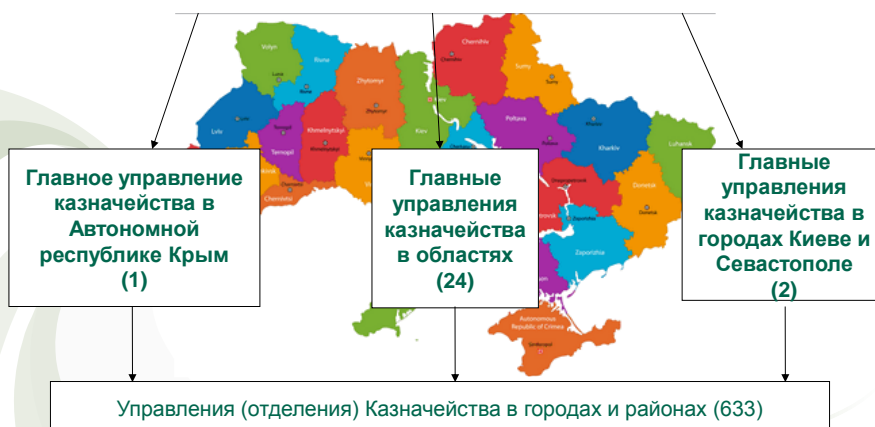 Volyn
Rivne
Zhytomyr
Chernihiv
Sumy
Kiev
Lviv
Ternopil
Khmelnytskyi
Poltava
Kharkiv
Luhansk
Donetsk
Zaporizhia
Autonomous
Republic of Crimea
Главное управление
казначейства в
Автономной
республике Крым
(1)
Главные
управления
казначейства
в областях
(24)
Главные
управления
казначейства в
городах Киеве и
Севастополе
(2)
Управления (отделения) Казначейства в городах и районах (633)